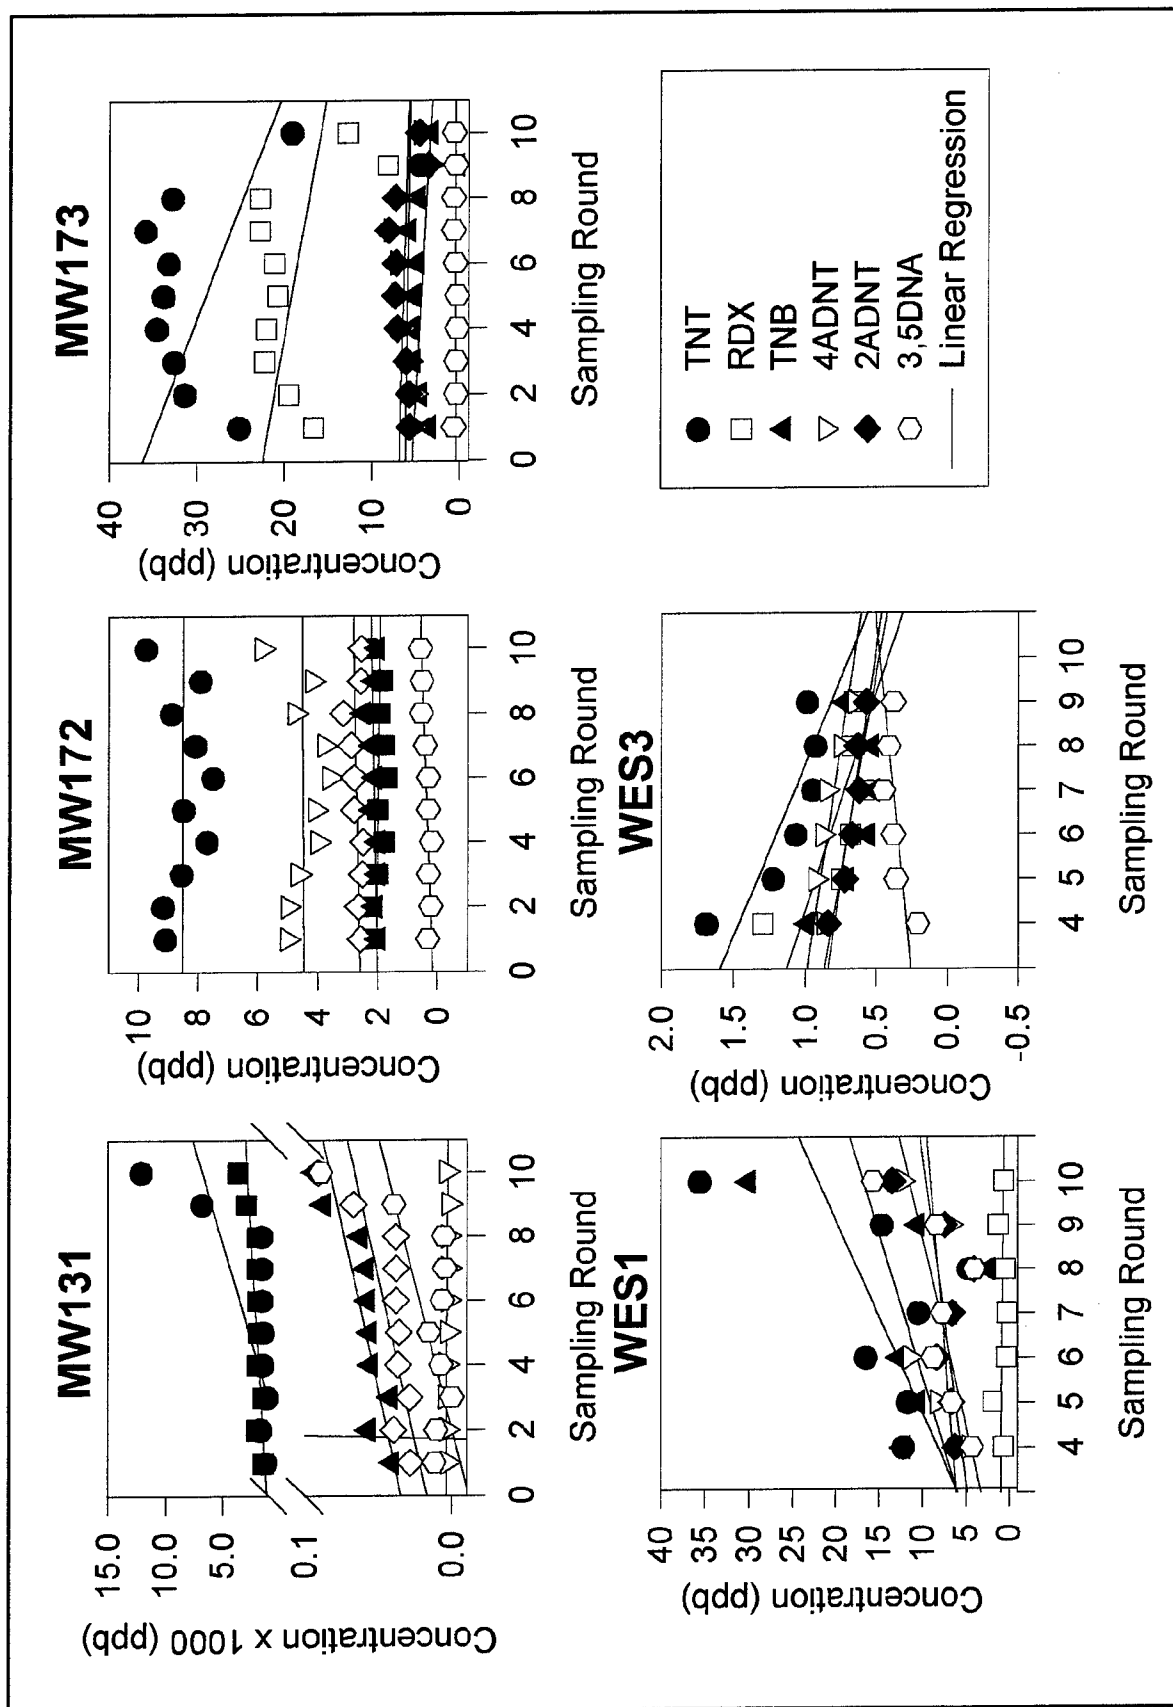 MW131
Concentration x 1000 (ppb)
15.0
10.0
5.0
0.1
0.0
0 2 4 6 8 10
Sampling Round
MW172
Concentration (ppb)
10
8
6
4
2
0
0 2 4 6 8 10
Sampling Round
MW173
Concentration (ppb)
40
30
20
10
0
0 2 4 6 8 10
Sampling Round
WES1
Concentration (ppb)
40
35
30
25
20
15
10
5
0
4 5 6 7 8 9 10
Sampling Round
WES3
Concentration (ppb)
2.0
1.5
1.0
0.5
0.0
-0.5
4 5 6 7 8 9 10
Sampling Round
TNT
RDX
TNB
4ADNT
2ADNT
3,5DNA
Linear Regression